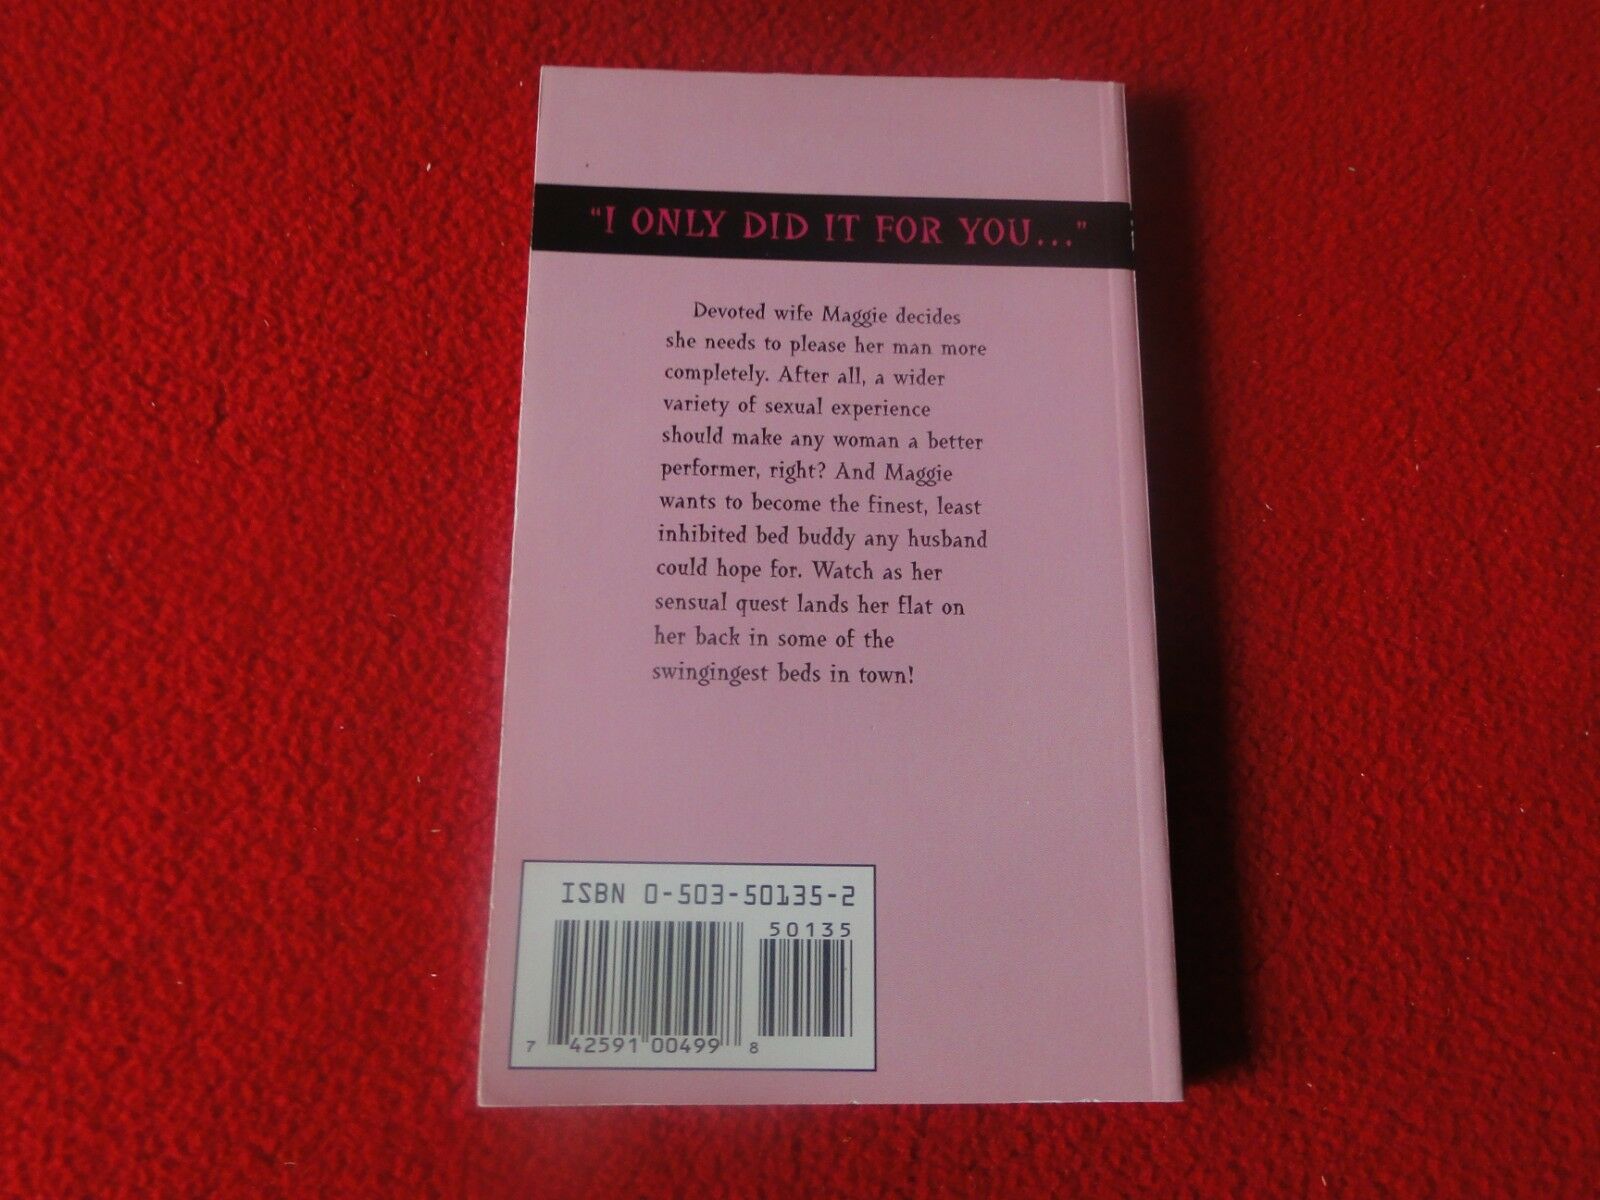 "I ONLY DID IT FOR YOU..."
Devoted wife Maggie decides
she needs to please her man more
completely. After all, a wider
variety of sexual experience
should make any woman a better
performer, right? And Maggie
wants to become the finest, least
inhibited bed buddy any husband
could hope for. Watch as her
sensual quest lands her flat on
her back in some of the
swingingest beds in town!
ISBN 0-503-50135-2
50135
7 42591 00499 8